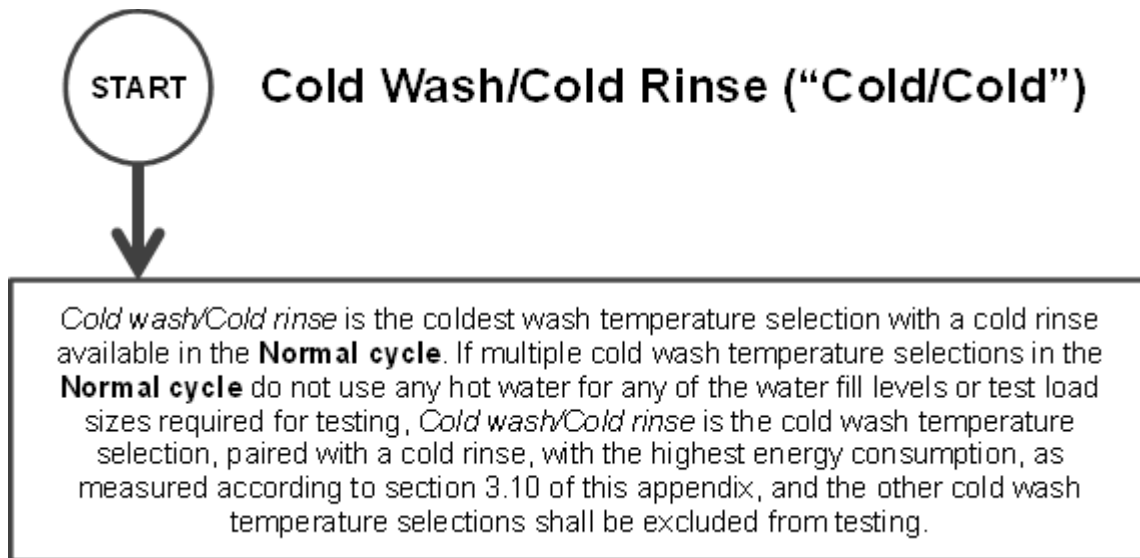 START
Cold Wash/Cold Rinse (“Cold/Cold”)
Cold wash/Cold rinse is the coldest wash temperature selection with a cold rinse
available in the Normal cycle. If multiple cold wash temperature selections in the
Normal cycle do not use any hot water for any of the water fill levels or test load
sizes required for testing, Cold wash/Cold rinse is the cold wash temperature
selection, paired with a cold rinse, with the highest energy consumption, as
measured according to section 3.10 of this appendix, and the other cold wash
temperature selections shall be excluded from testing.